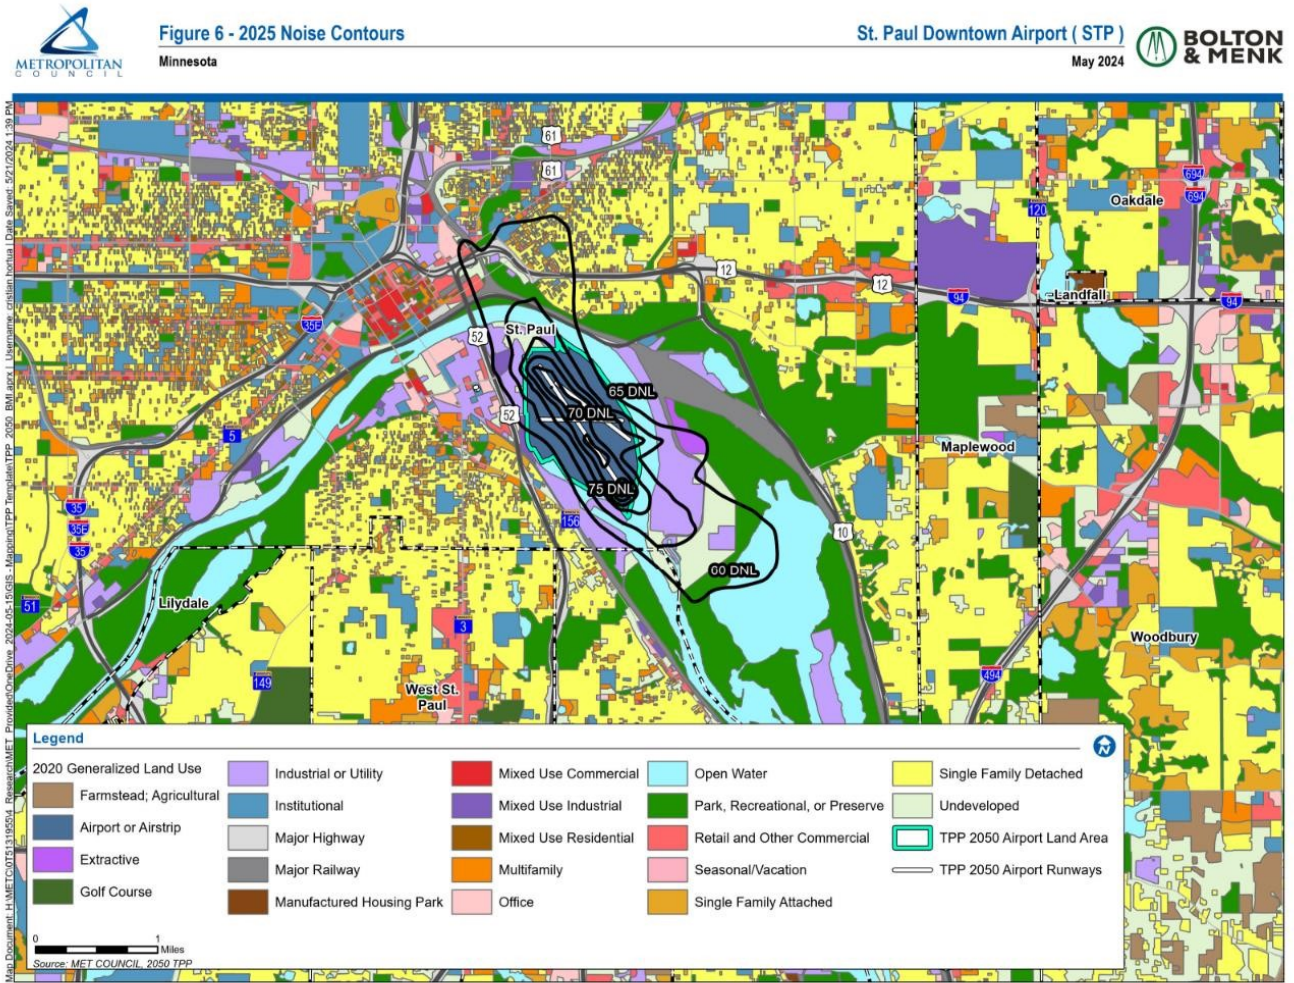 METROPOLITAN
COUNCIL
Figure 6 - 2025 Noise Contours
Minnesota
St. Paul Downtown Airport ( STP )
May 2024
BOLTON
& MENK
61
61
694
694
Oakdale
120
12
12
94
Landfall
94
35E
52
St. Paul
52
65 DNL
70 DNL
5
Maplewood
75 DNL
35
35E
35
156
10
60 DNL
51
Lilydale
3
Woodbury
149
494
West St.
Paul
Legend
2020 Generalized Land Use
Farmstead; Agricultural
Airport or Airstrip
Extractive
Golf Course
Industrial or Utility
Institutional
Major Highway
Major Railway
Manufactured Housing Park
Mixed Use Commercial
Mixed Use Industrial
Mixed Use Residential
Multifamily
Office
Open Water
Park, Recreational, or Preserve
Retail and Other Commercial
Seasonal/Vacation
Single Family Attached
Single Family Detached
Undeveloped
TPP 2050 Airport Land Area
TPP 2050 Airport Runways
N
0 1
Miles
Source: MET COUNCIL, 2050 TPP